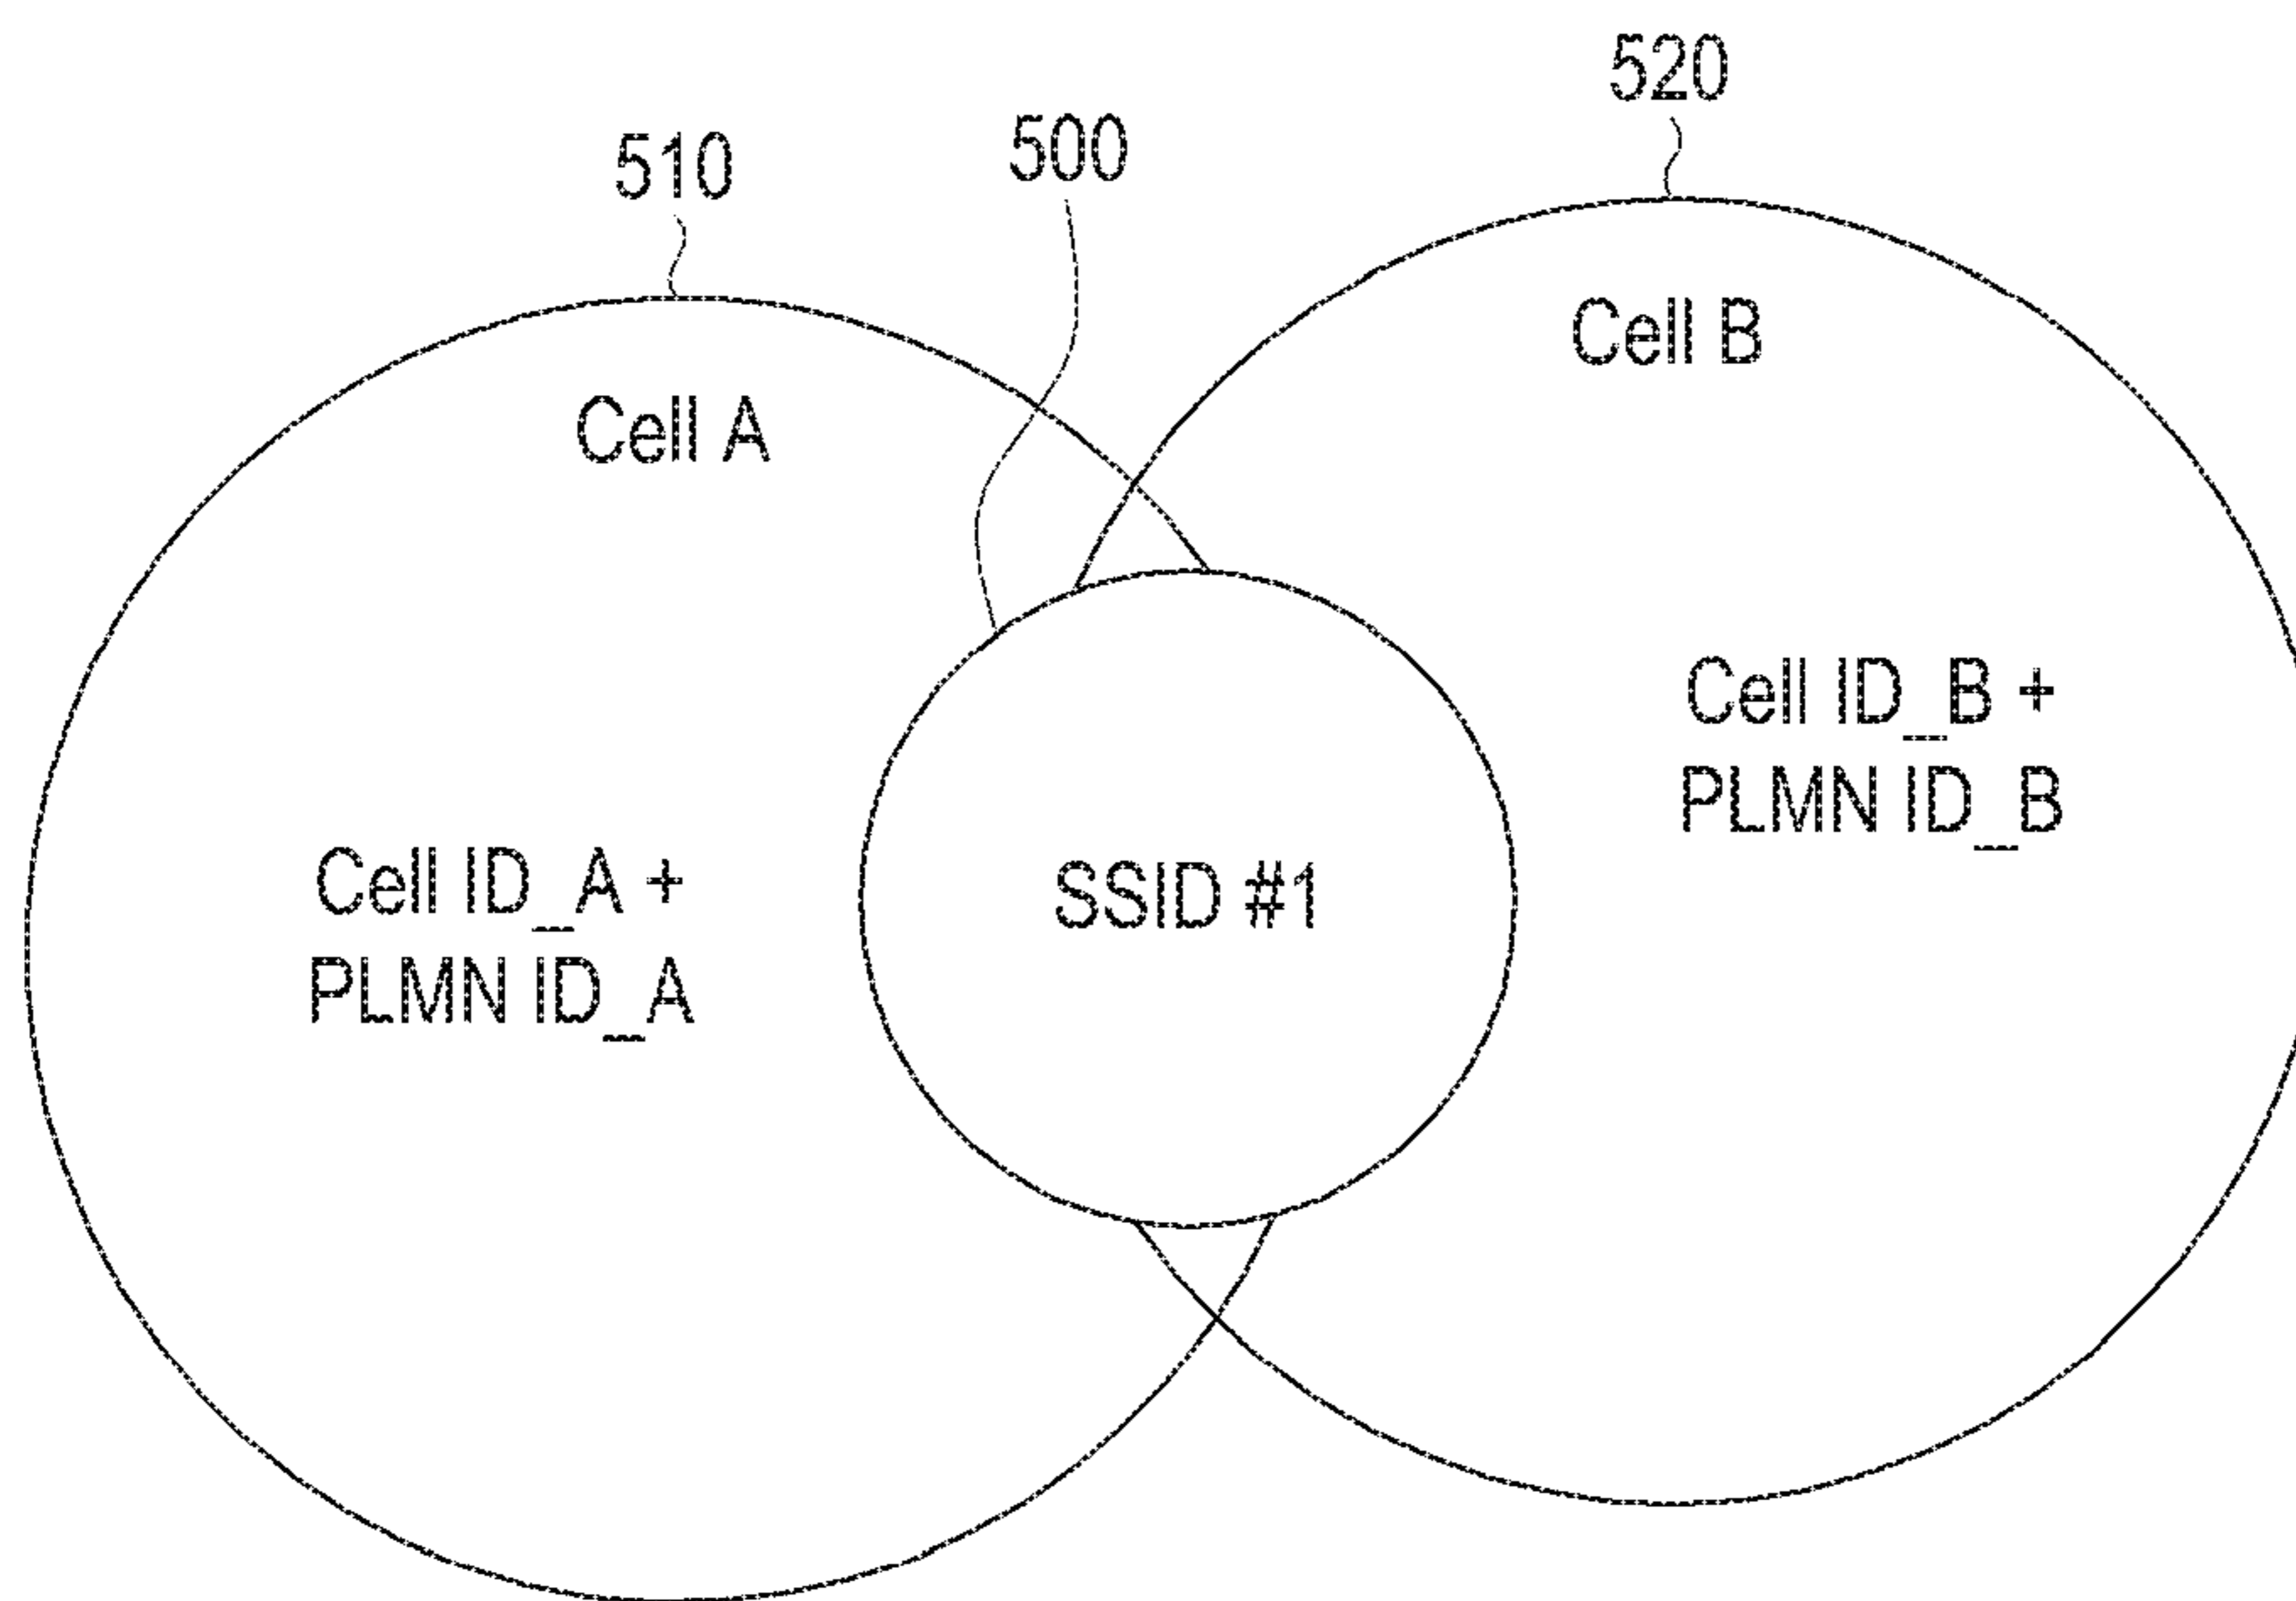 520
500
510
Cell B
Cell A
Cell ID_B +
PLMN ID_B
SSID #1
Cell ID_A +
PLMN ID_A